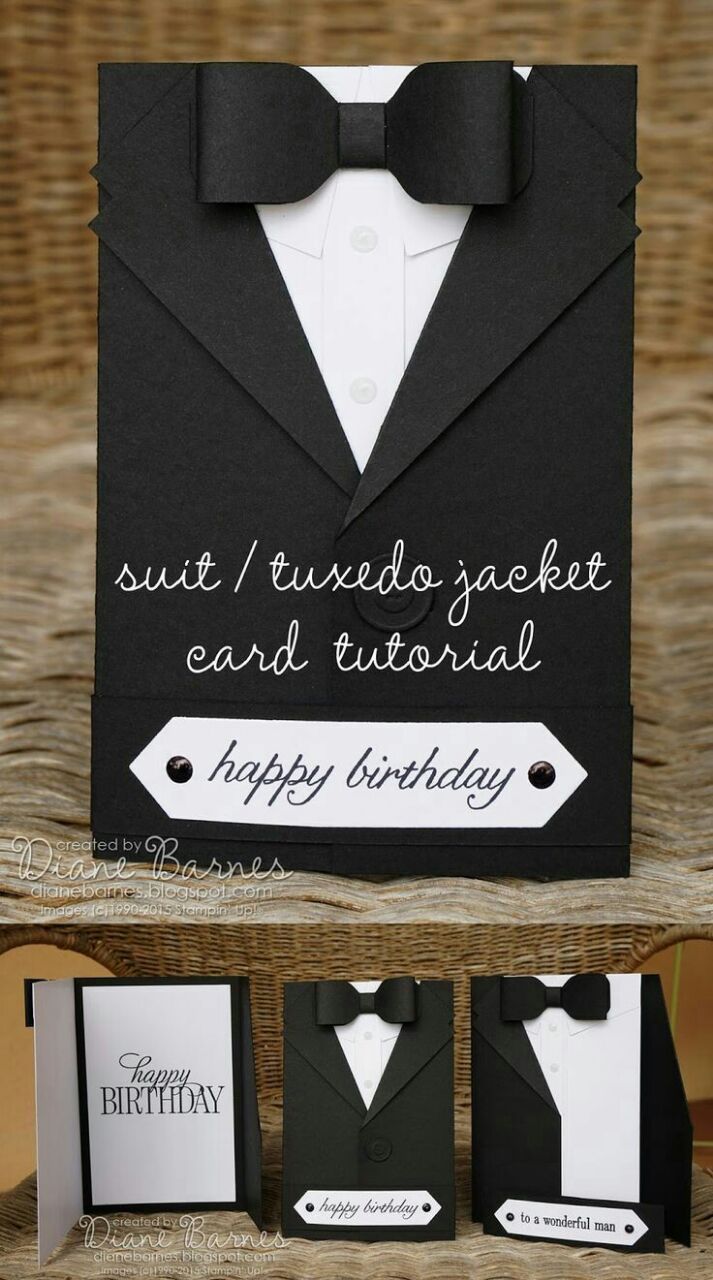 suit / tuxedo jacket
card tutorial
happy birthday
created by
Diane Barnes
dianebarnes.blogspot.com
Images (c)1990-2015 Stampin' Up!
happy
BIRTHDAY
happy birthday
to a wonderful man
created by
Diane Barnes
dianebarnes.blogspot.com
Images (c)1990-2015 Stampin' Up!